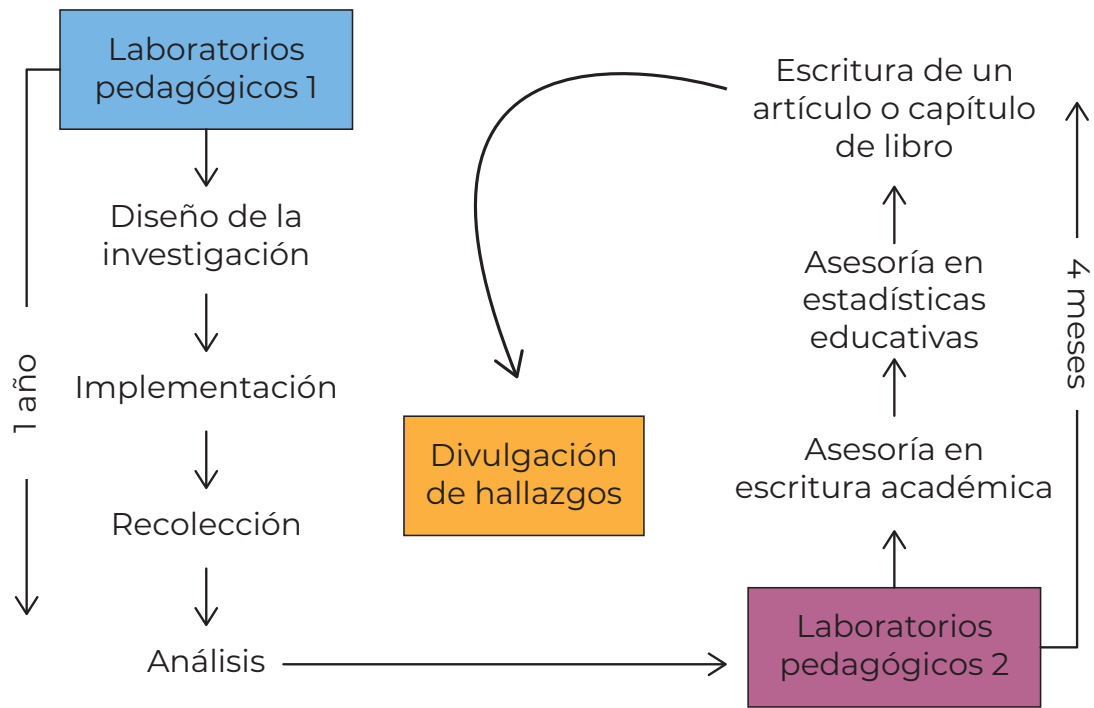 Laboratorios
pedagógicos 1
Diseño de la
investigación
Implementación
Recolección
Análisis
1 año
Divulgación
de hallazgos
Escritura de un
artículo o capítulo
de libro
Asesoría en
estadísticas
educativas
Asesoría en
escritura académica
Laboratorios
pedagógicos 2
4 meses